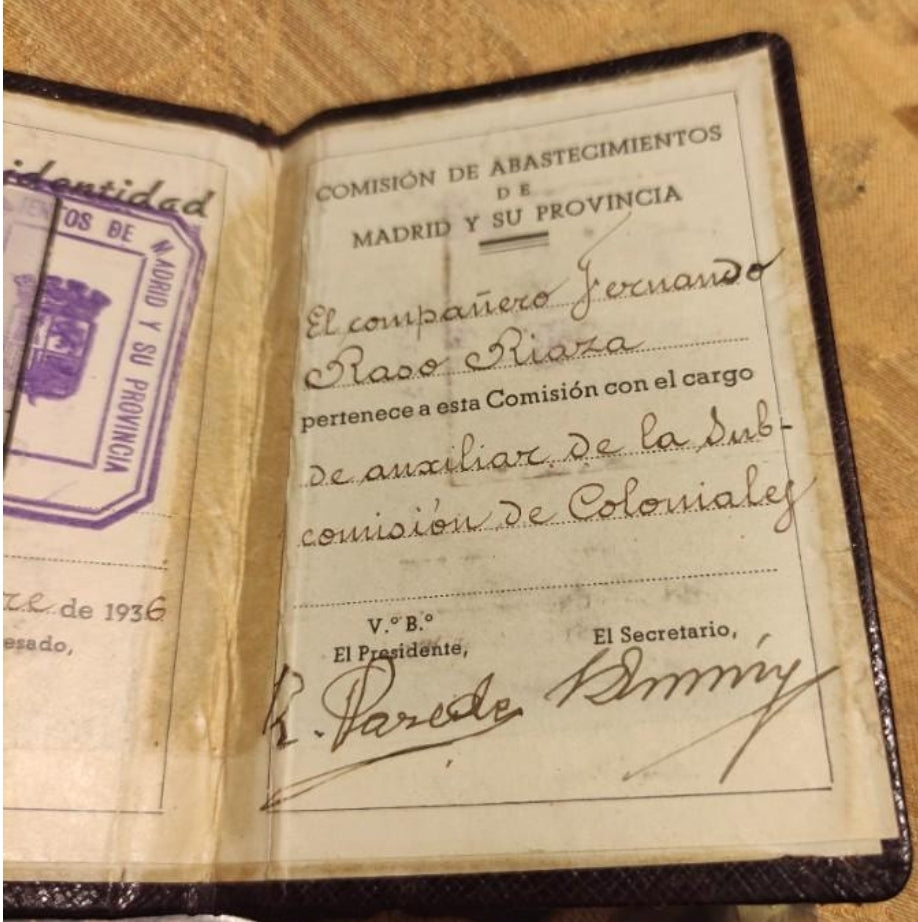 identidad
TOS DE MADRID Y SU PROVINCIA
re de 1936
esado,
COMISIÓN DE ABASTECIMIENTOS
DE
MADRID Y SU PROVINCIA
El compañero Fernando
Raso Riaza
pertenece a esta Comisión con el cargo
de auxiliar de la Sub-
comisión de Coloniales
V.º B.º
El Presidente,
El Secretario,
R. Paredes